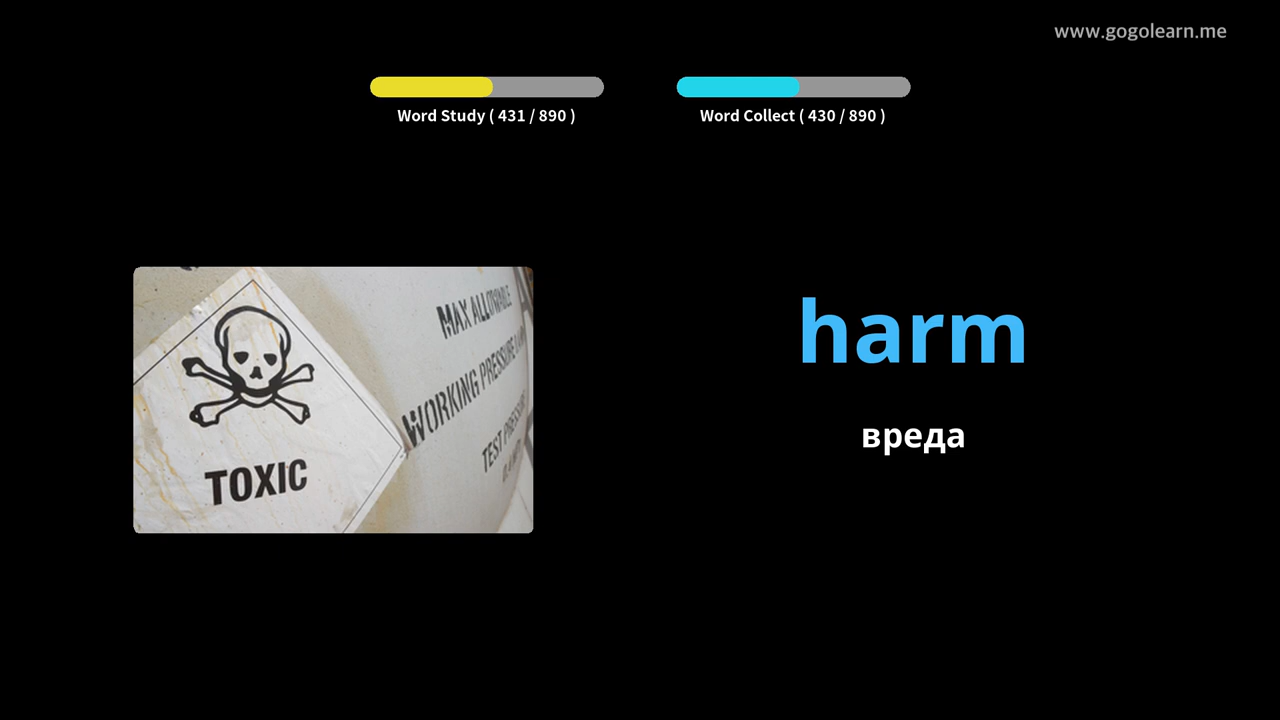 www.gogolearn.me
Word Study ( 431 / 890 )
Word Collect ( 430 / 890 )
MAX ALLOWABLE
WORKING PRESSURE
TEST PRESSURE
TOXIC
harm
вреда